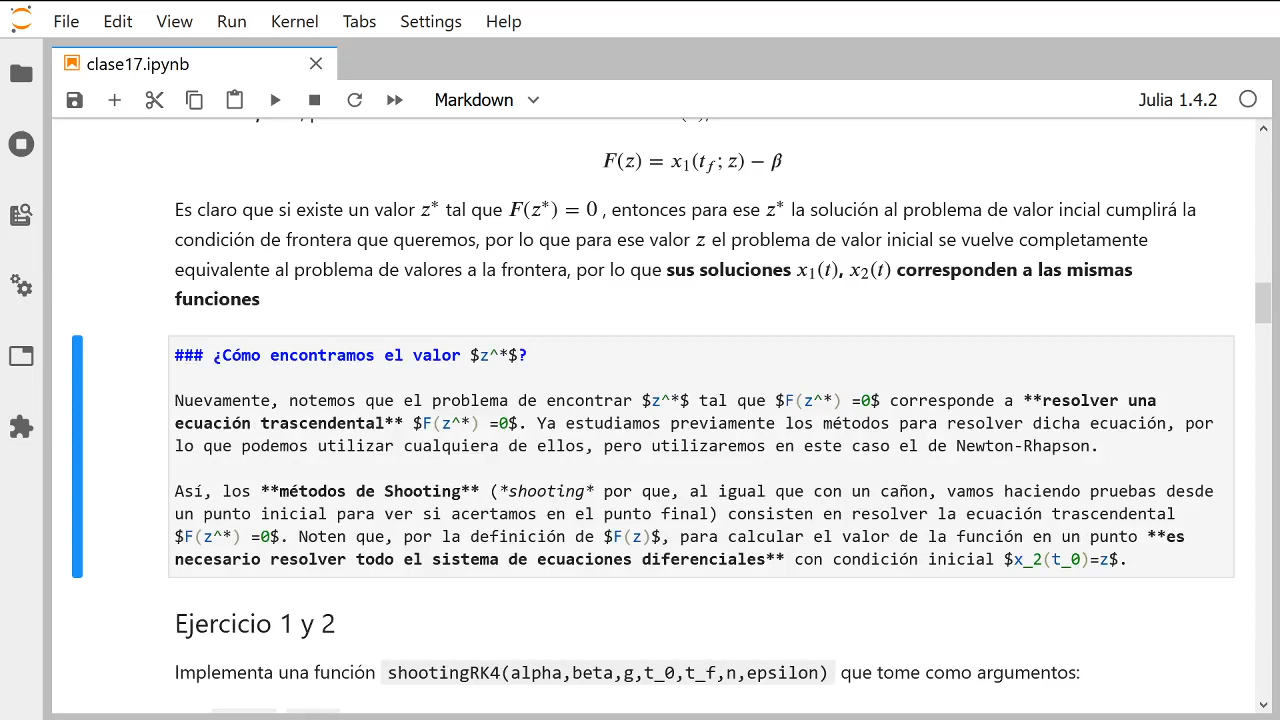 File Edit View Run Kernel Tabs Settings Help
clase17.ipynb
Markdown
Julia 1.4.2
F(z) = x₁(t_f; z) − β
Es claro que si existe un valor z* tal que F(z*) = 0 , entonces para ese z* la solución al problema de valor incial cumplirá la
condición de frontera que queremos, por lo que para ese valor z el problema de valor inicial se vuelve completamente
equivalente al problema de valores a la frontera, por lo que sus soluciones x₁(t), x₂(t) corresponden a las mismas
funciones
### ¿Cómo encontramos el valor $z^*$?
Nuevamente, notemos que el problema de encontrar $z^*$ tal que $F(z^*) =0$ corresponde a **resolver una
ecuación trascendental** $F(z^*) =0$. Ya estudiamos previamente los métodos para resolver dicha ecuación, por
lo que podemos utilizar cualquiera de ellos, pero utilizaremos en este caso el de Newton-Rhapson.
Así, los **métodos de Shooting** (*shooting* por que, al igual que con un cañon, vamos haciendo pruebas desde
un punto inicial para ver si acertamos en el punto final) consisten en resolver la ecuación trascendental
$F(z^*) =0$. Noten que, por la definición de $F(z)$, para calcular el valor de la función en un punto **es
necesario resolver todo el sistema de ecuaciones diferenciales** con condición inicial $x_2(t_0)=z$.
Ejercicio 1 y 2
Implementa una función shootingRK4(alpha,beta,g,t_0,t_f,n,epsilon) que tome como argumentos: